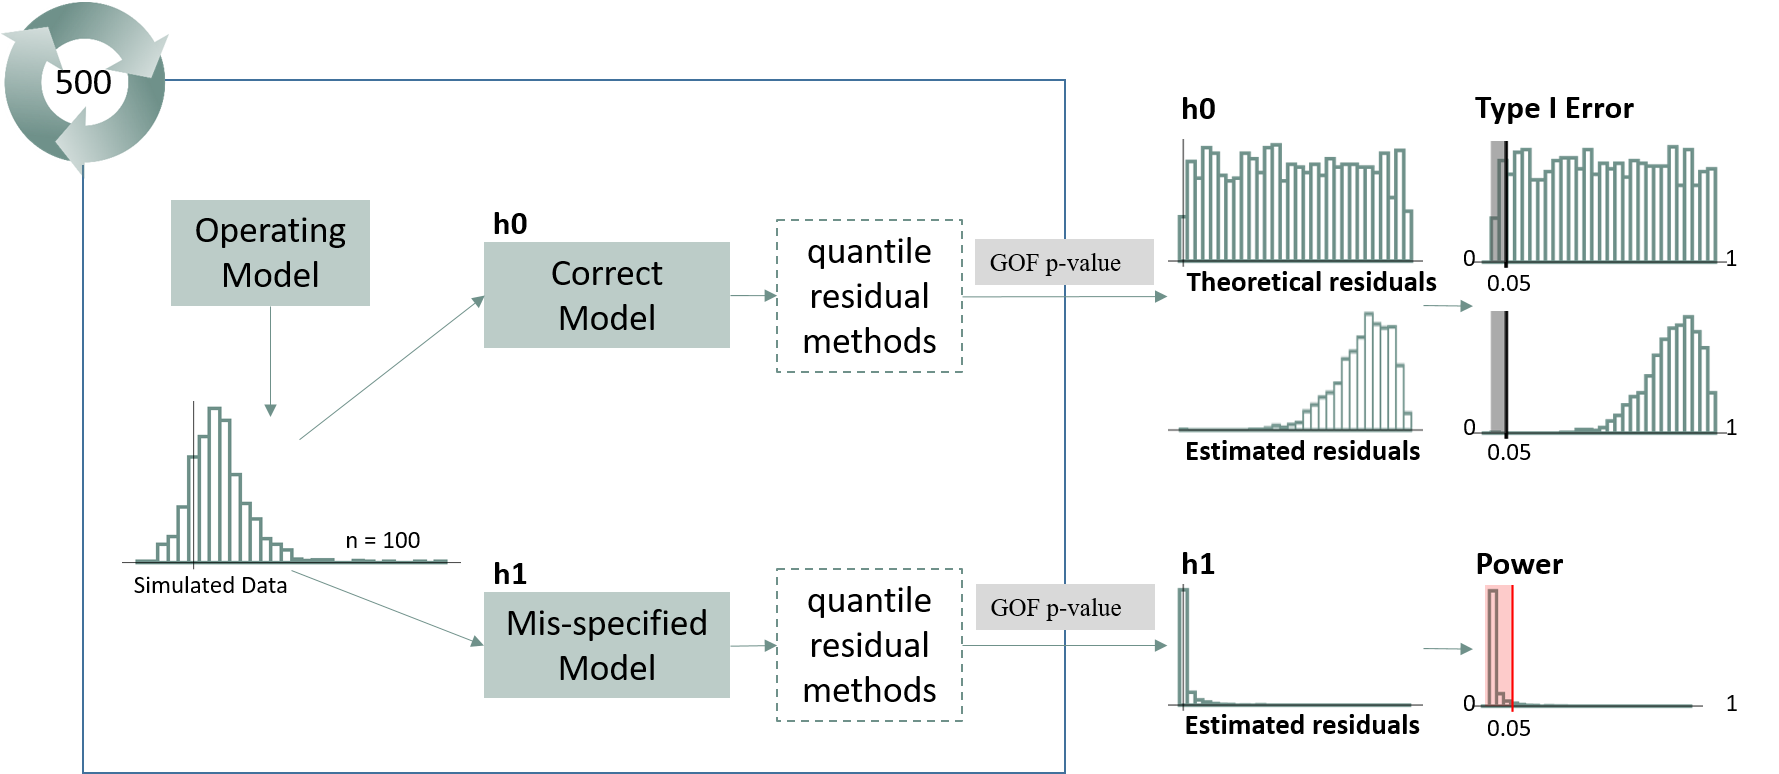 500
Operating
Model
n = 100
Simulated Data
h0
Correct
Model
quantile
residual
methods
GOF p-value
h1
Mis-specified
Model
quantile
residual
methods
GOF p-value
h0
Theoretical residuals
Estimated residuals
Type I Error
0
1
0.05
0
1
0.05
h1
Estimated residuals
Power
0
1
0.05